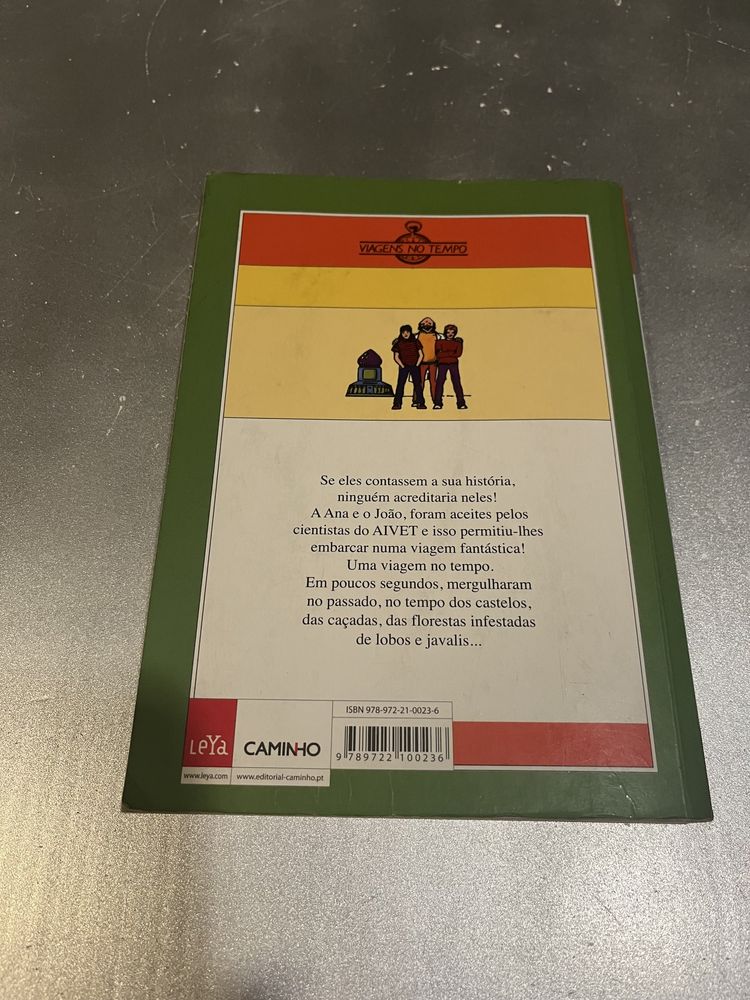 VIAGENS NO TEMPO
Se eles contassem a sua história,
ninguém acreditaria neles!
A Ana e o João, foram aceites pelos
cientistas do AIVET e isso permitiu-lhes
embarcar numa viagem fantástica!
Uma viagem no tempo.
Em poucos segundos, mergulharam
no passado, no tempo dos castelos,
das caçadas, das florestas infestadas
de lobos e javalis...
ISBN 978-972-21-0023-6
LeYa
CAMINHO
9 789722 100236
www.leya.com
www.editorial-caminho.pt